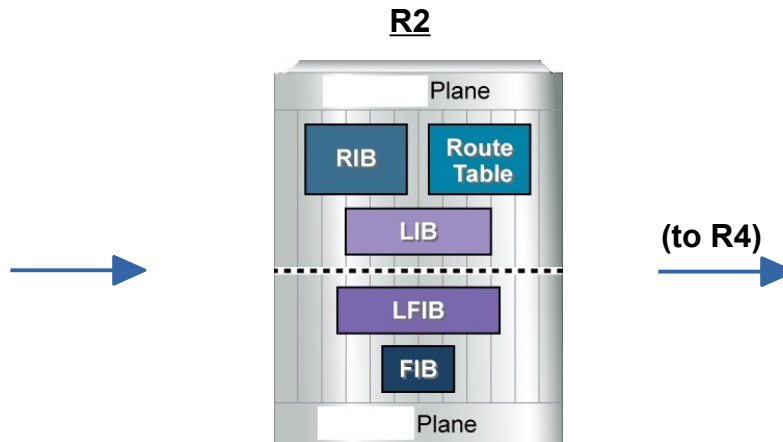 R2
Plane
RIB
Route
Table
LIB
(to R4)
LFIB
FIB
Plane